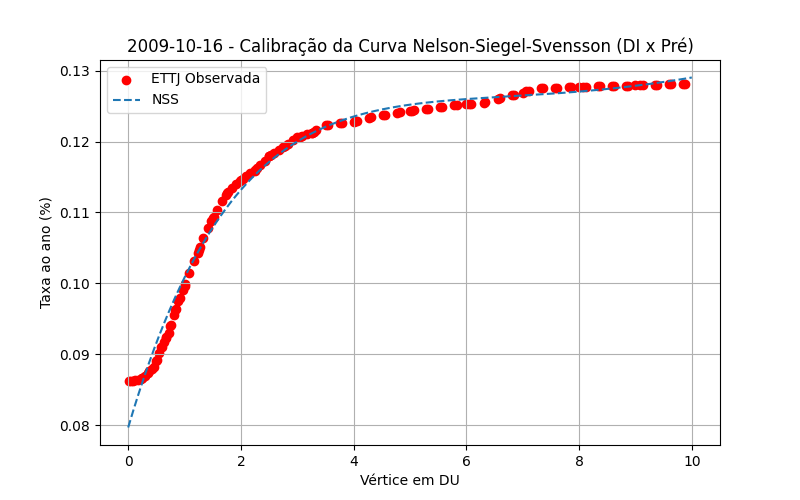 2009-10-16 - Calibração da Curva Nelson-Siegel-Svensson (DI x Pré)
ETTJ Observada
NSS
Taxa ao ano (%)
0.13
0.12
0.11
0.10
0.09
0.08
0 2 4 6 8 10
Vértice em DU